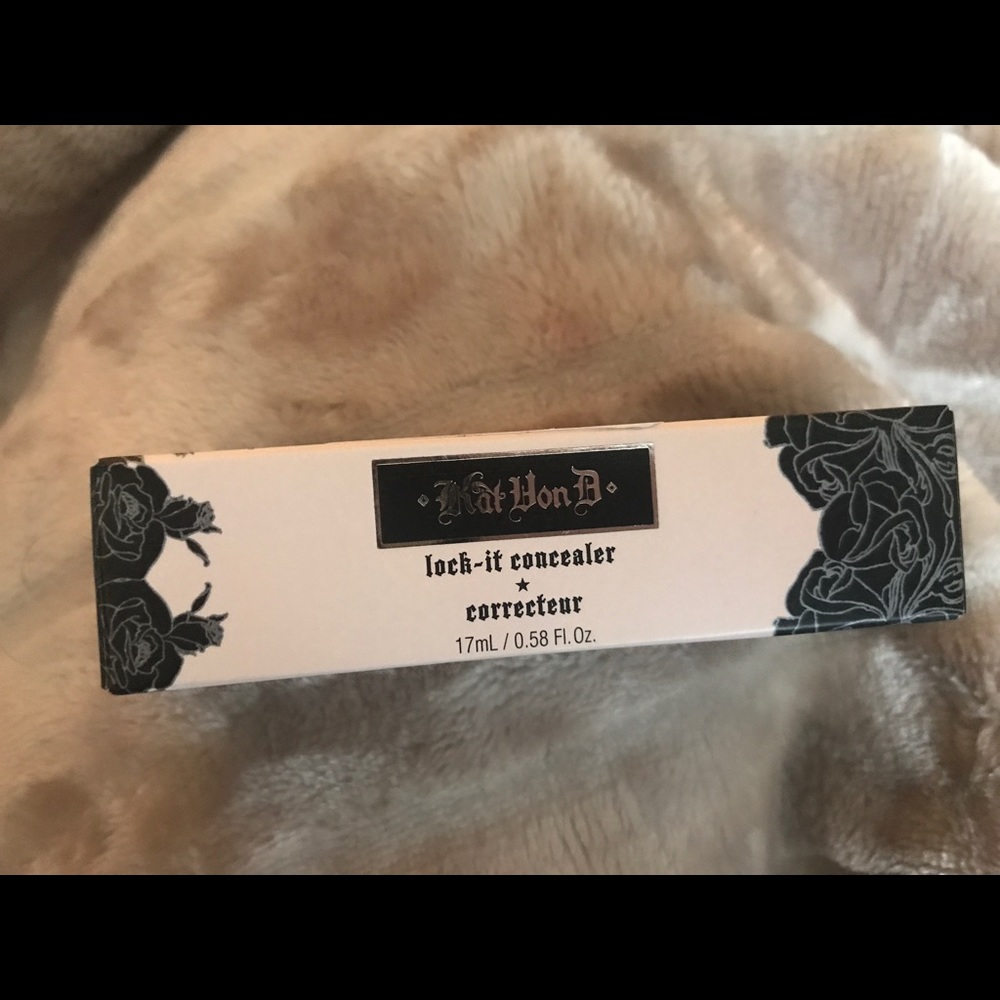 Kat Von D
lock-it concealer
★
correcteur
17mL / 0.58 Fl.Oz.